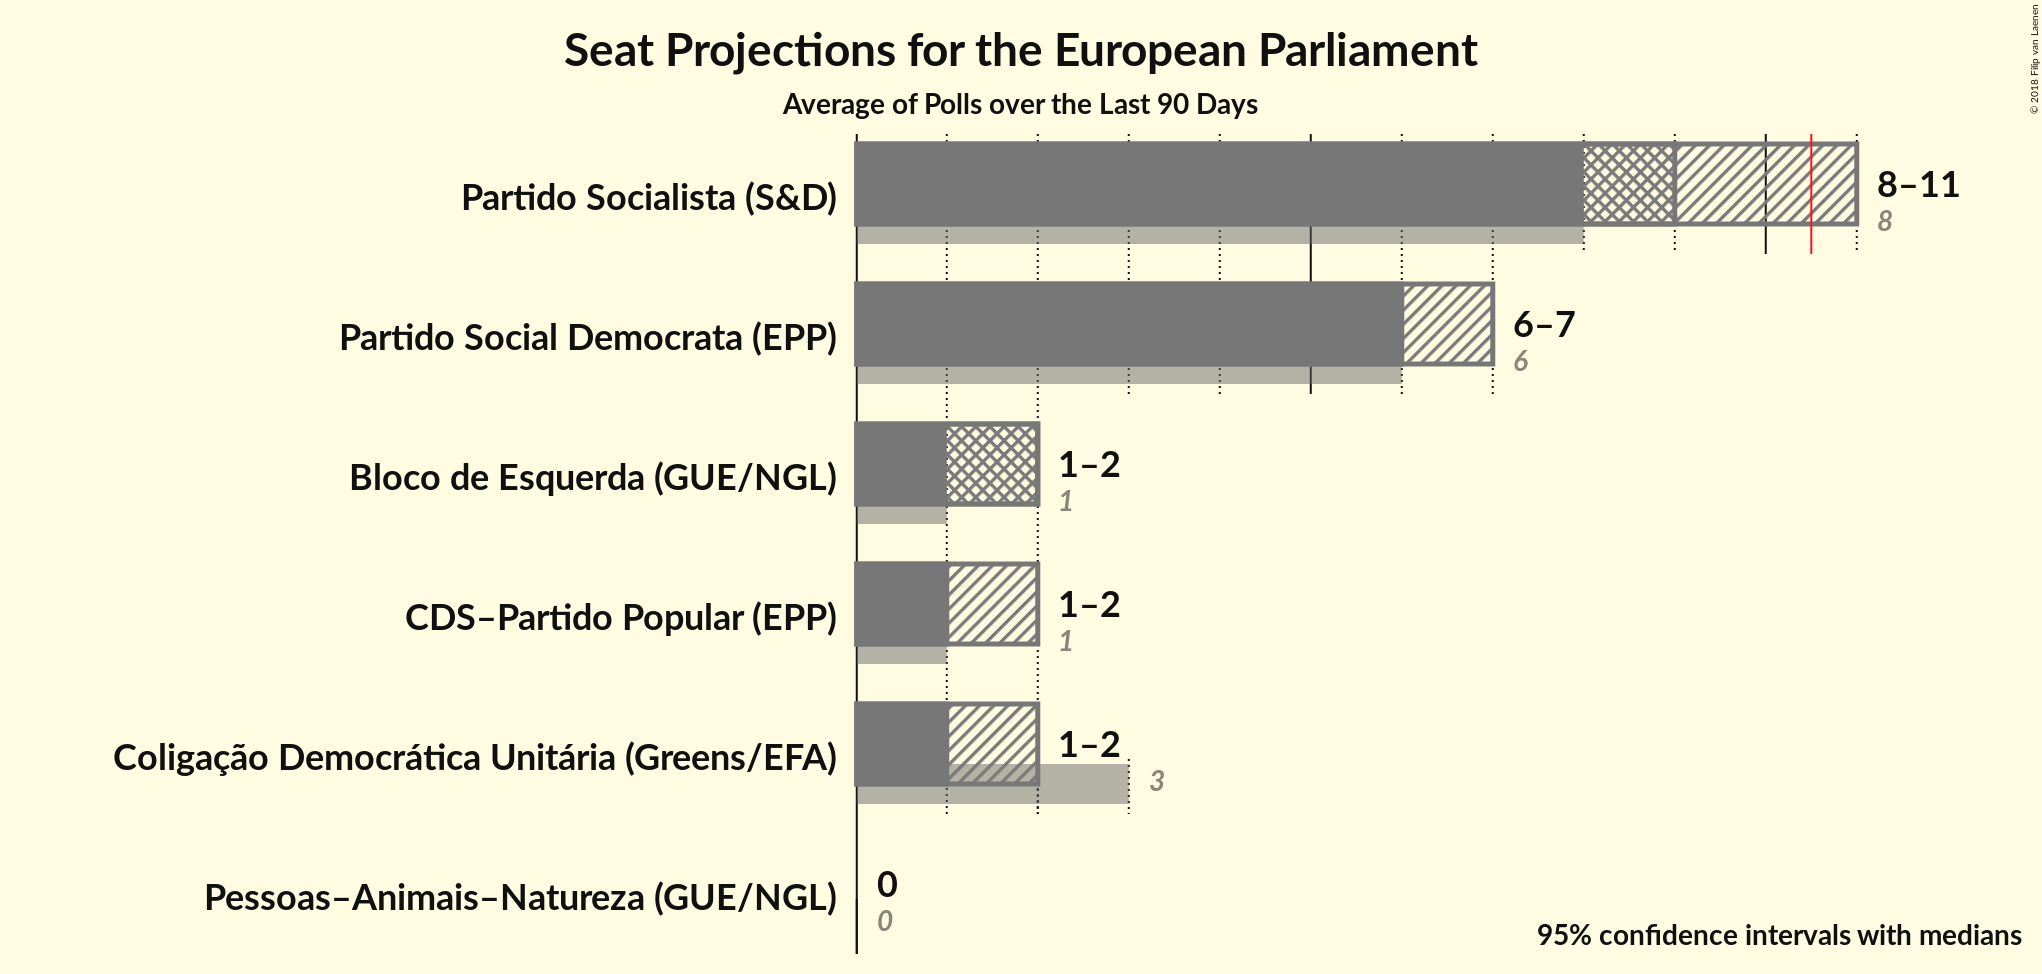 Seat Projections for the European Parliament
Average of Polls over the Last 90 Days
© 2018 Filip van Laenen
Partido Socialista (S&D)
8–11
8
Partido Social Democrata (EPP)
6–7
6
Bloco de Esquerda (GUE/NGL)
1–2
1
CDS–Partido Popular (EPP)
1–2
1
Coligação Democrática Unitária (Greens/EFA)
1–2
3
Pessoas–Animais–Natureza (GUE/NGL)
0
0
95% confidence intervals with medians